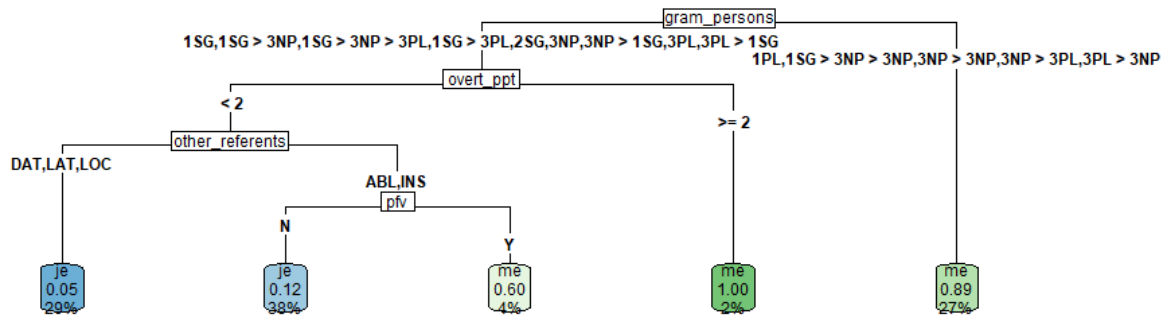 gram_persons
1SG,1SG > 3NP,1SG > 3NP > 3PL,1SG > 3PL,2SG,3NP,3NP > 1SG,3PL,3PL > 1SG
1PL,1SG > 3NP > 3NP,3NP > 3NP,3NP > 3PL,3PL > 3NP
overt_ppt
< 2
>= 2
other_referents
DAT,LAT,LOC
ABL,INS
pfv
N
Y
je
0.05
29%
je
0.12
38%
me
0.60
4%
me
1.00
2%
me
0.89
27%